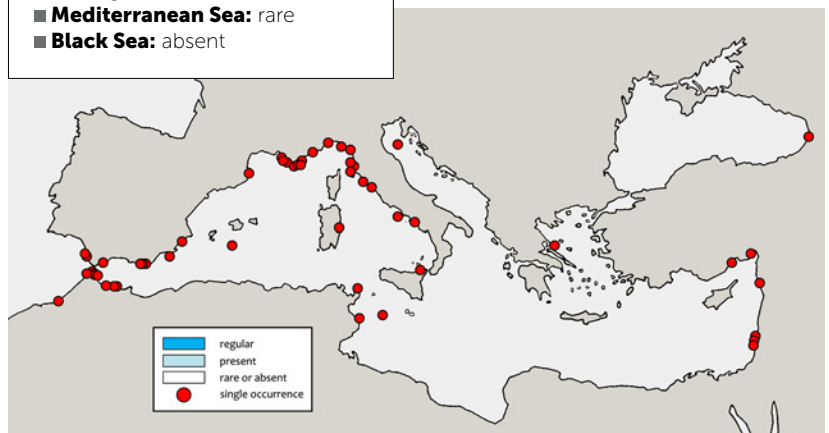 ■ Mediterranean Sea: rare
■ Black Sea: absent
regular
present
rare or absent
single occurrence